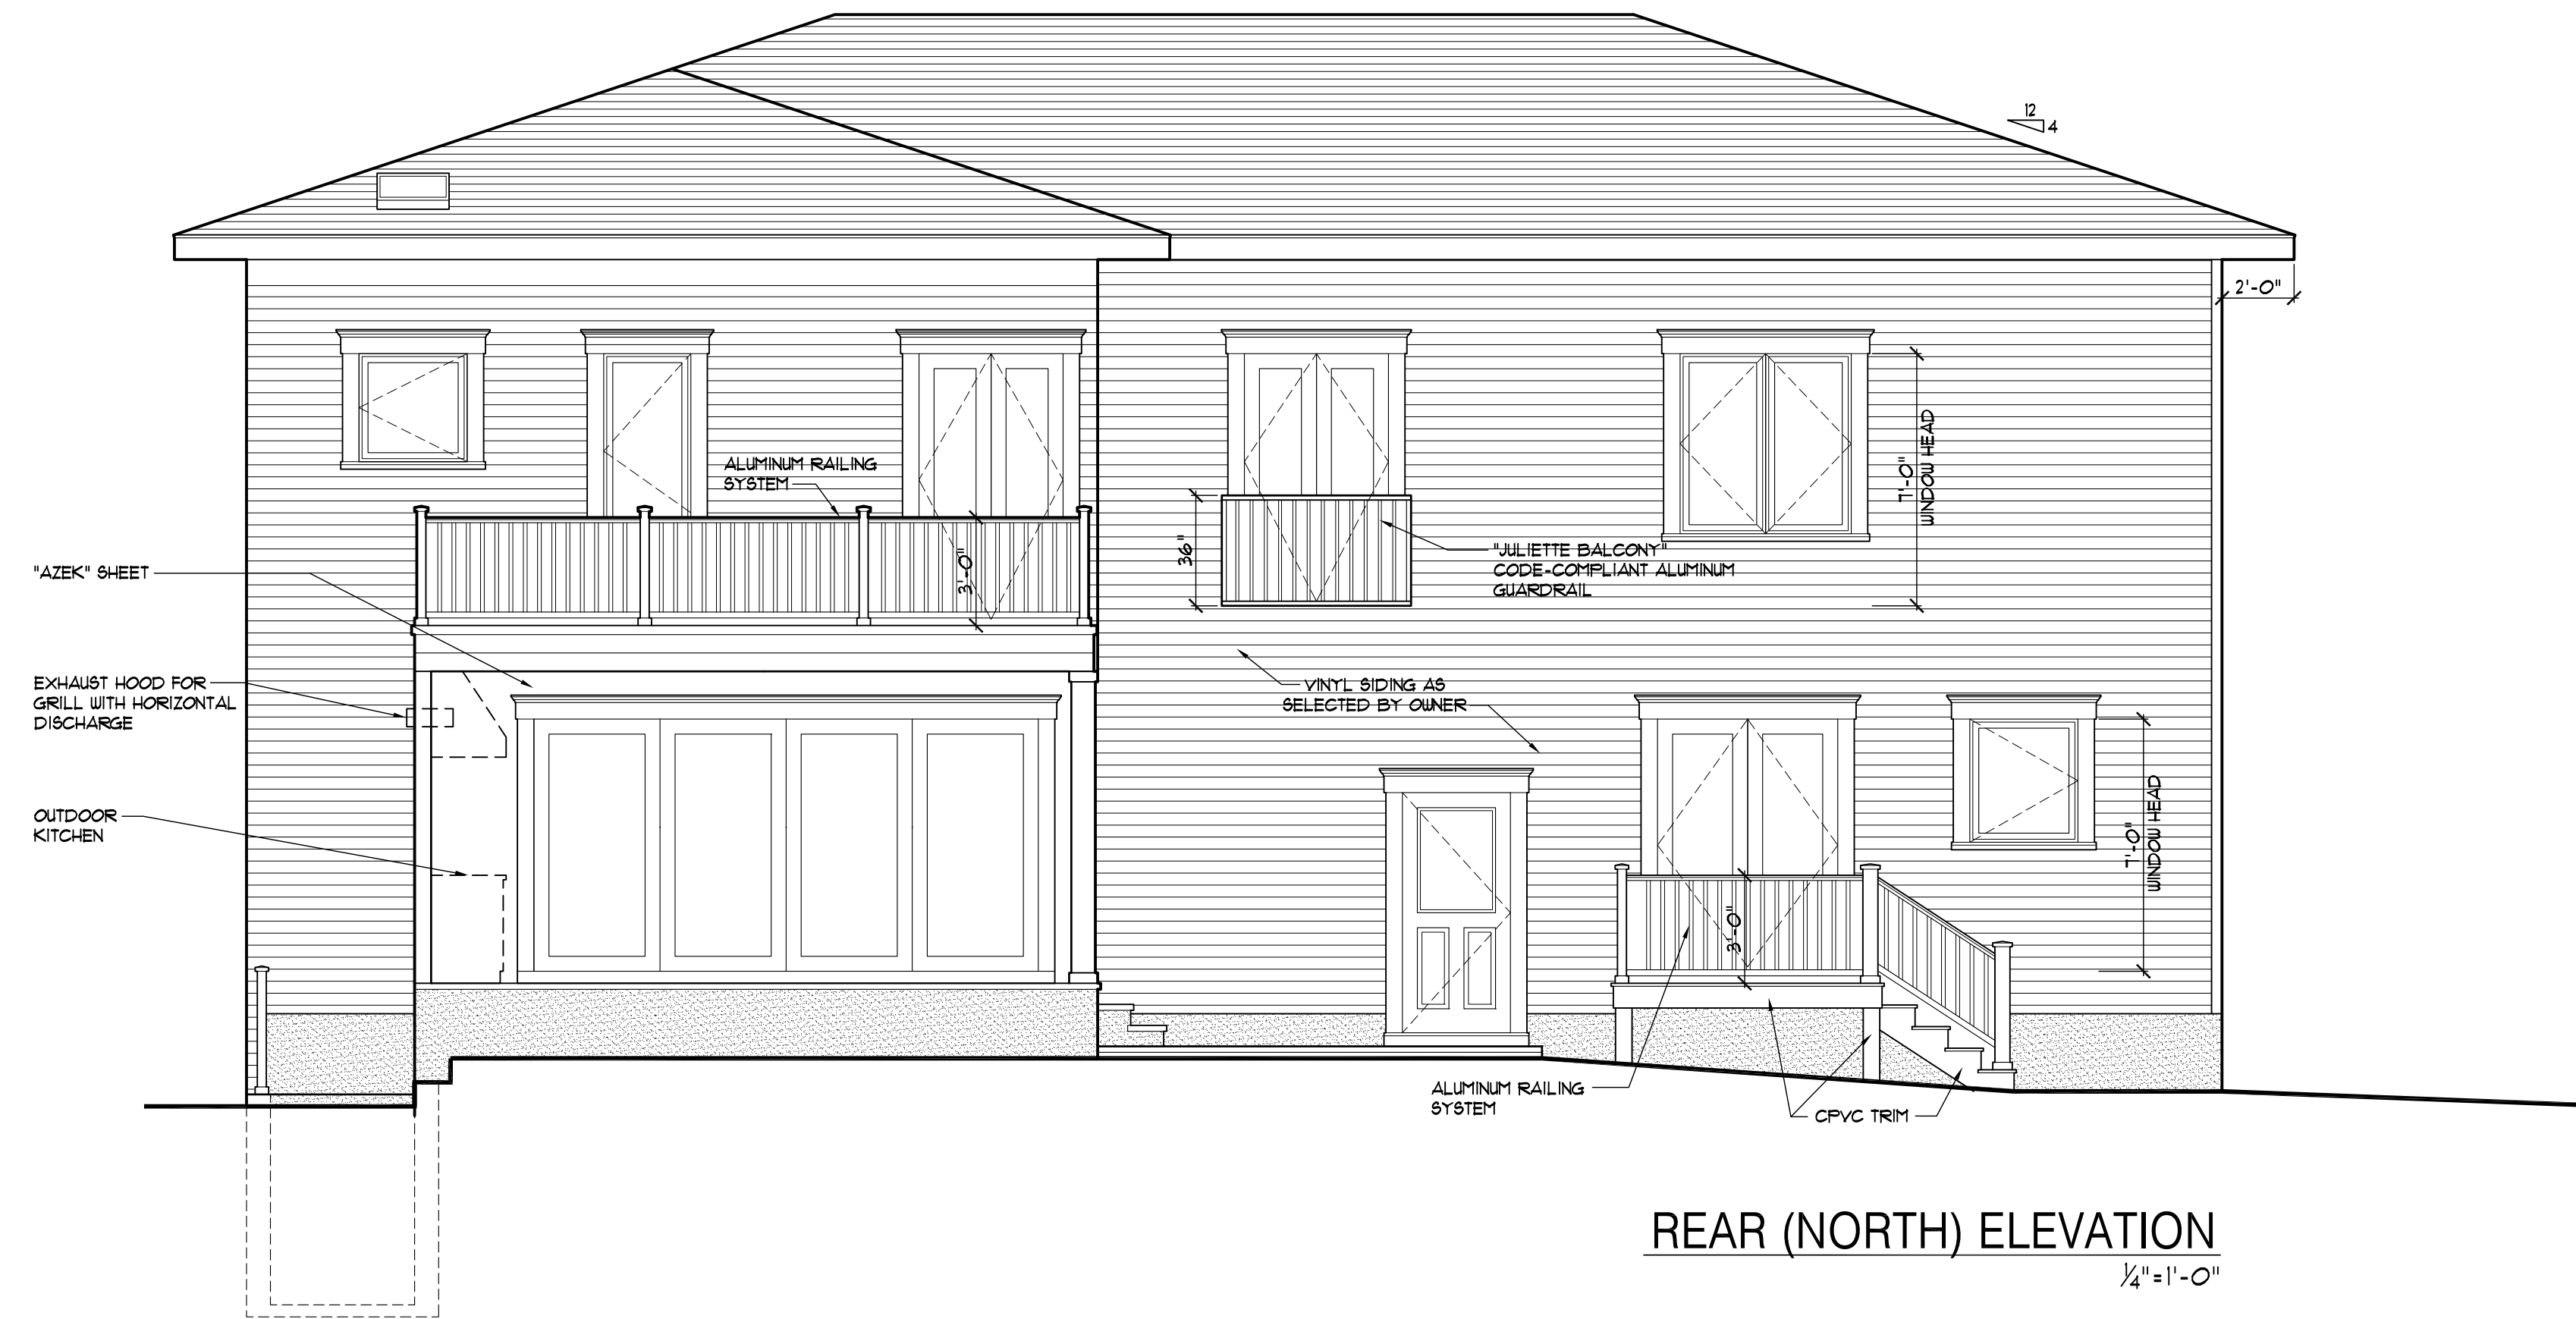 12
4
2'-0"
ALUMINUM RAILING
SYSTEM
7'-0"
WINDOW HEAD
"AZEK" SHEET
3'-0"
36"
"JULIETTE BALCONY"
CODE-COMPLIANT ALUMINUM
GUARDRAIL
EXHAUST HOOD FOR
GRILL WITH HORIZONTAL
DISCHARGE
VINYL SIDING AS
SELECTED BY OWNER
OUTDOOR
KITCHEN
7'-0"
WINDOW HEAD
3'-0"
ALUMINUM RAILING
SYSTEM
CPVC TRIM
REAR (NORTH) ELEVATION
1/4"=1'-0"